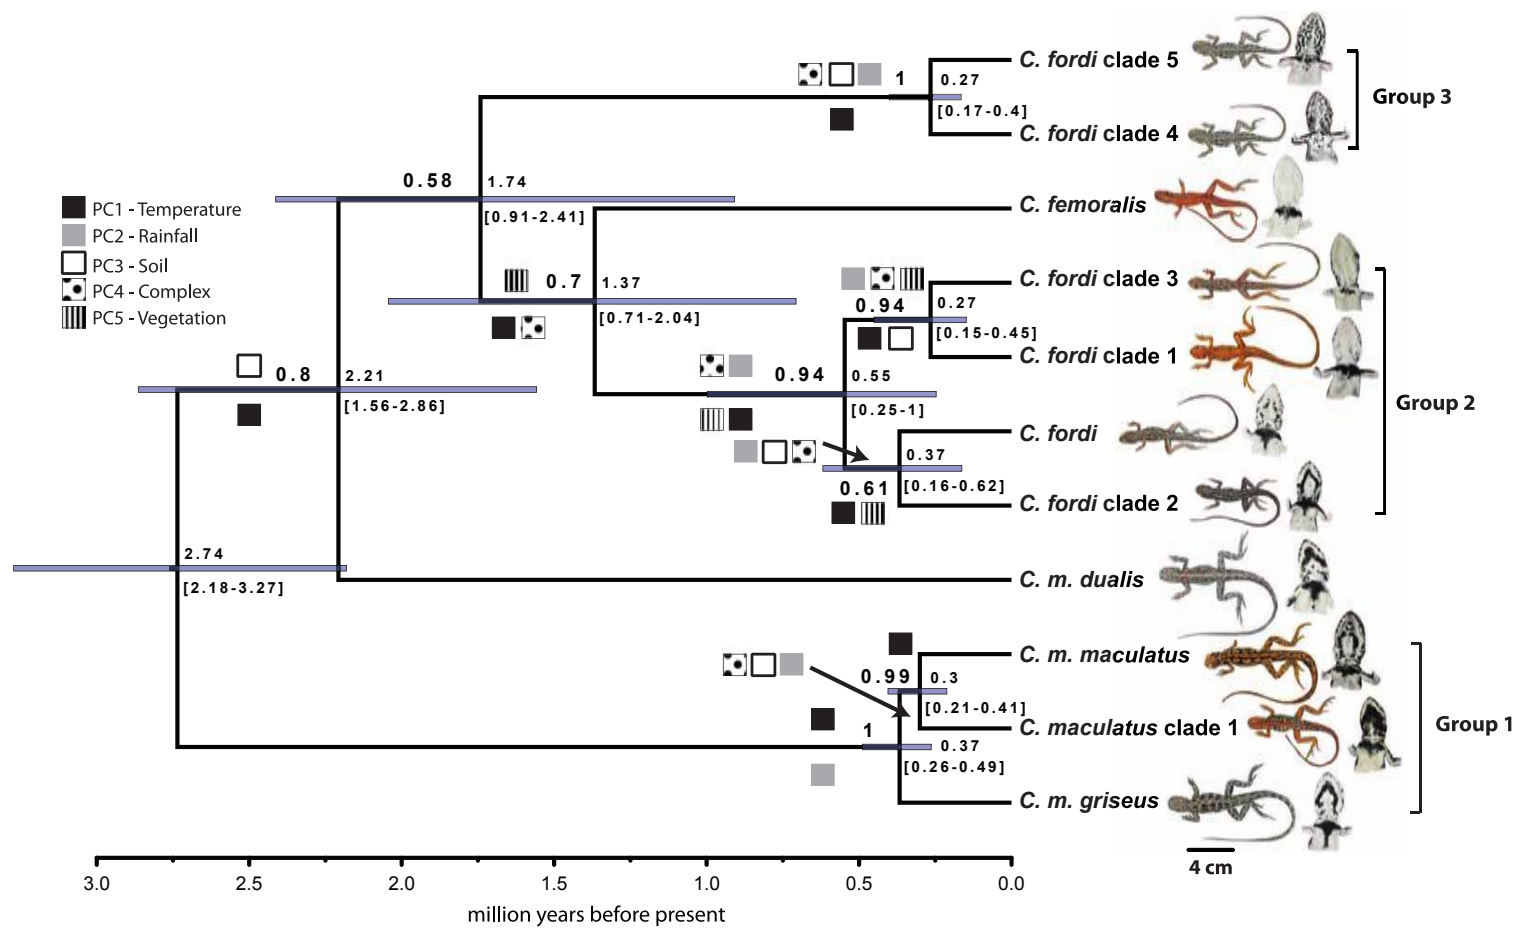 C. fordi clade 5
1
0.27
[0.17-0.4]
Group 3
C. fordi clade 4
0.58
1.74
[0.91-2.41]
C. femoralis
PC1 - Temperature
PC2 - Rainfall
PC3 - Soil
PC4 - Complex
PC5 - Vegetation
0.7
1.37
[0.71-2.04]
C. fordi clade 3
0.94
0.27
[0.15-0.45]
C. fordi clade 1
0.8
2.21
[1.56-2.86]
0.94
0.55
[0.25-1]
Group 2
C. fordi
0.37
0.61
[0.16-0.62]
C. fordi clade 2
2.74
[2.18-3.27]
C. m. dualis
C. m. maculatus
0.99
0.3
[0.21-0.41]
C. maculatus clade 1
Group 1
1
0.37
[0.26-0.49]
C. m. griseus
4 cm
3.0 2.5 2.0 1.5 1.0 0.5 0.0
million years before present